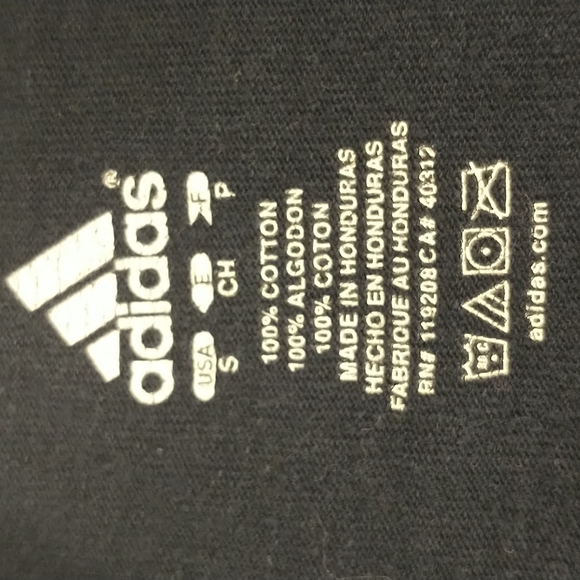 adidas®
USA E F
S CH P
100% COTTON
100% ALGODON
100% COTON
MADE IN HONDURAS
HECHO EN HONDURAS
FABRIQUE AU HONDURAS
RN# 119208 CA# 40312
adidas.com